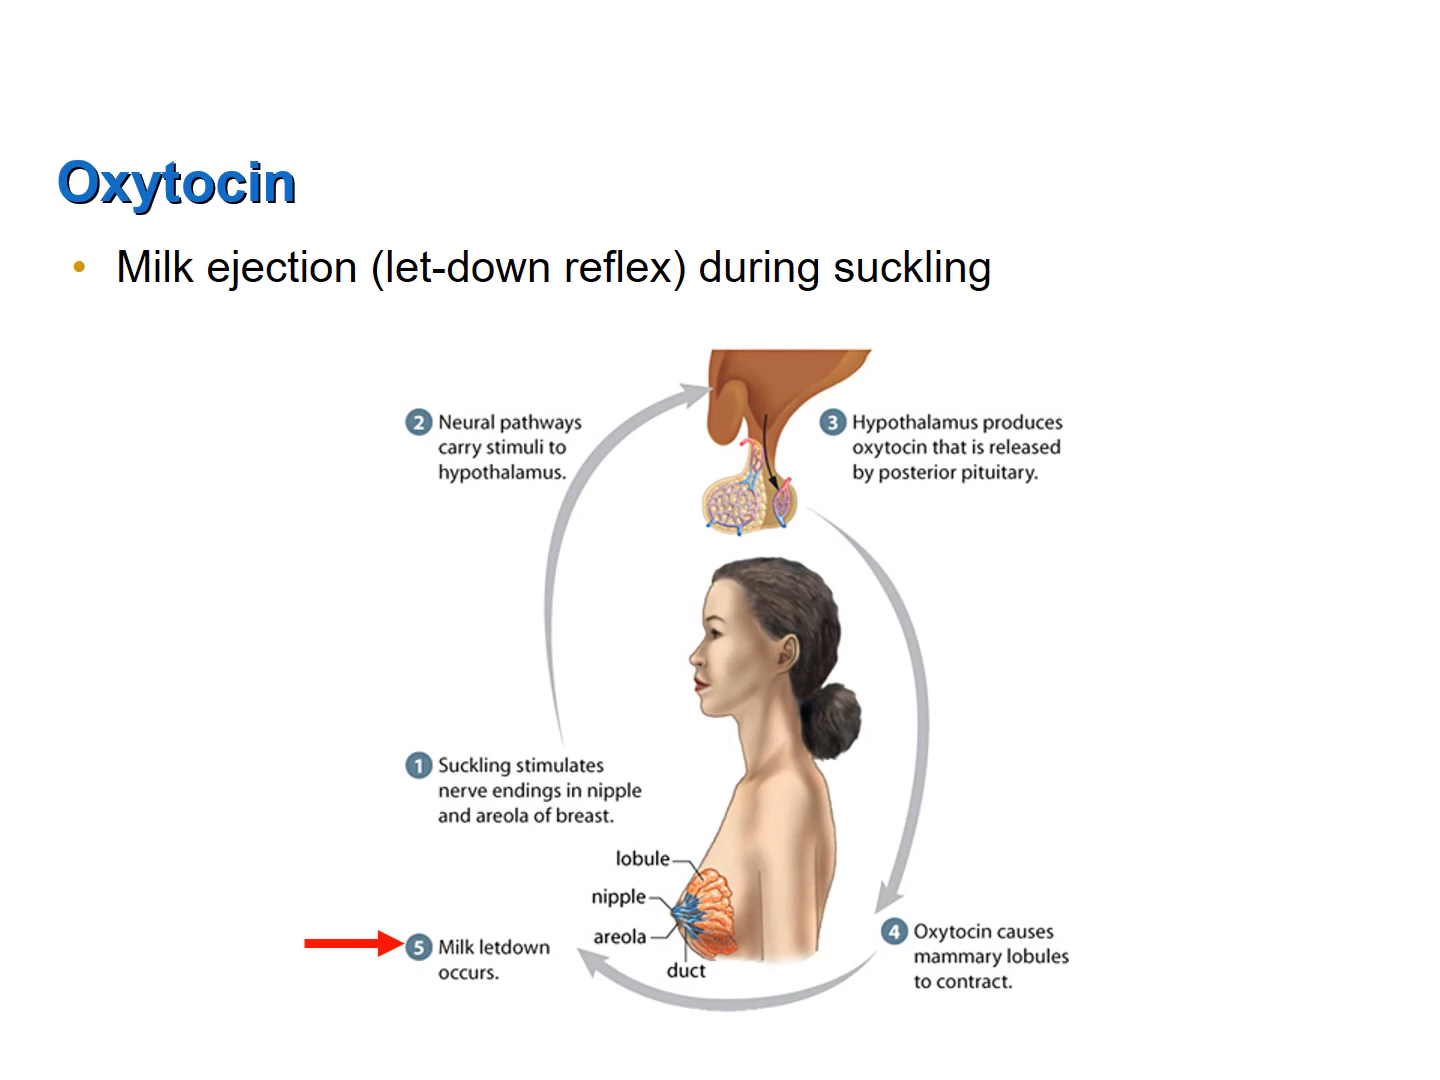 Oxytocin
• Milk ejection (let-down reflex) during suckling
2 Neural pathways
carry stimuli to
hypothalamus.
3 Hypothalamus produces
oxytocin that is released
by posterior pituitary.
1 Suckling stimulates
nerve endings in nipple
and areola of breast.
lobule
nipple
areola
duct
4 Oxytocin causes
mammary lobules
to contract.
5 Milk letdown
occurs.